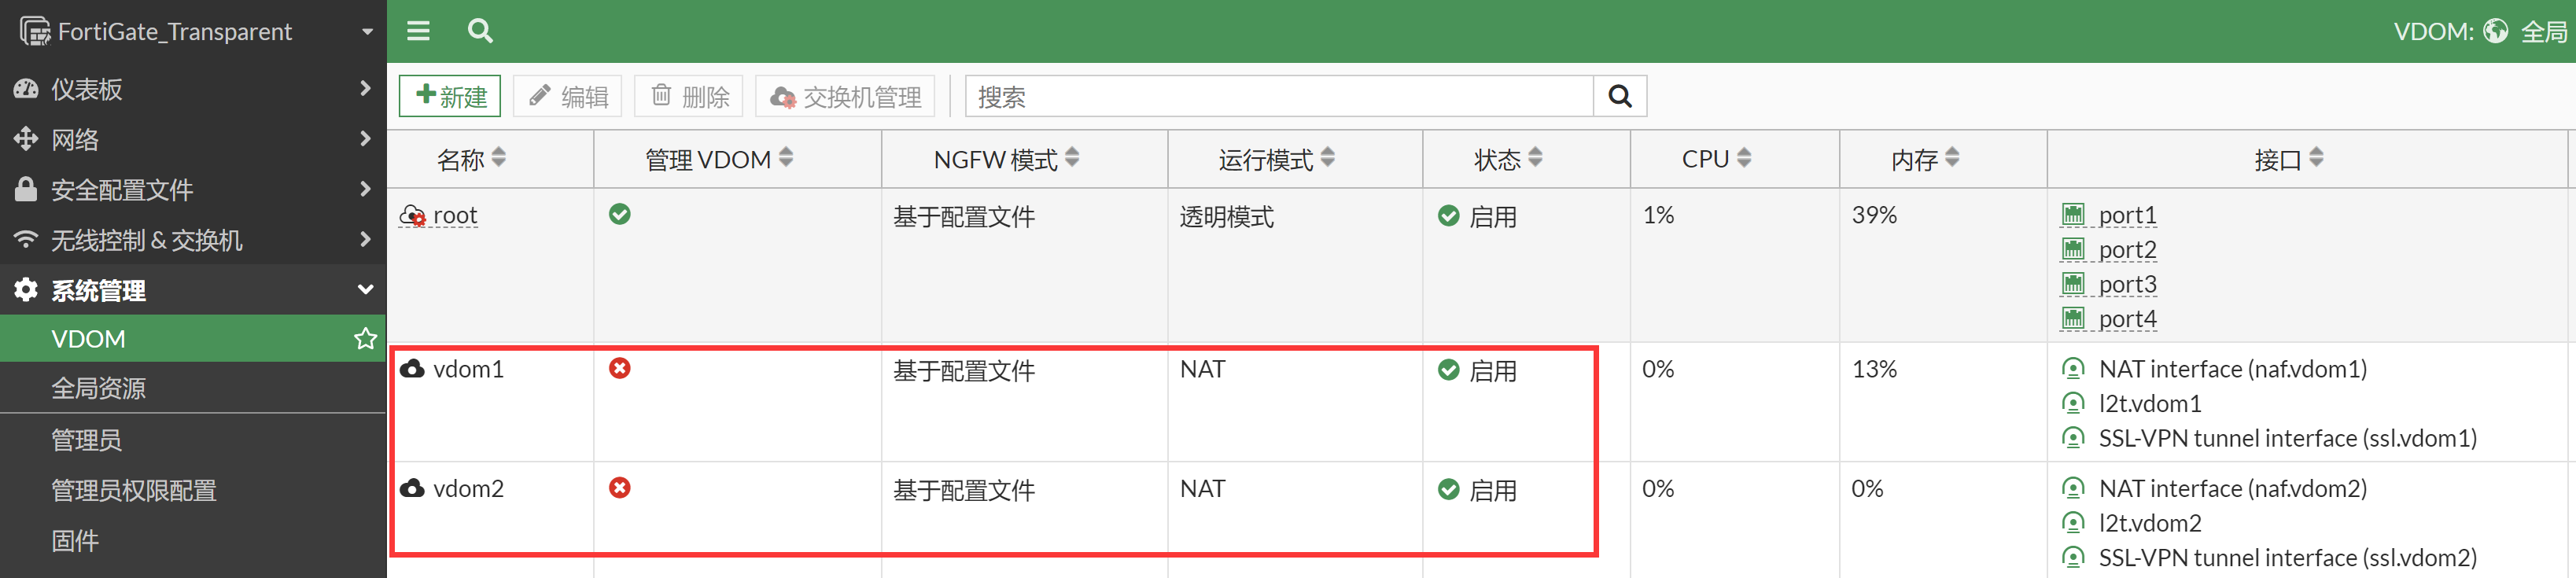 FortiGate_Transparent
VDOM: 全局
仪表板
网络
安全配置文件
无线控制 & 交换机
系统管理
VDOM
全局资源
管理员
管理员权限配置
固件
新建 编辑 删除 交换机管理 搜索
名称 管理 VDOM NGFW 模式 运行模式 状态 CPU 内存 接口
root 基于配置文件 透明模式 启用 1% 39% port1
port2
port3
port4
vdom1 基于配置文件 NAT 启用 0% 13% NAT interface (naf.vdom1)
l2t.vdom1
SSL-VPN tunnel interface (ssl.vdom1)
vdom2 基于配置文件 NAT 启用 0% 0% NAT interface (naf.vdom2)
l2t.vdom2
SSL-VPN tunnel interface (ssl.vdom2)